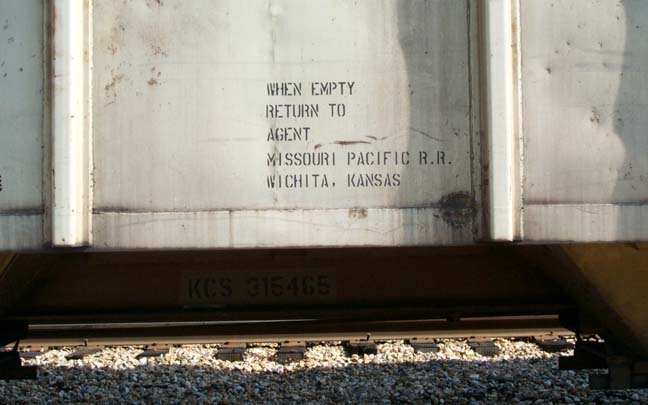 WHEN EMPTY
RETURN TO
AGENT
MISSOURI PACIFIC R.R.
WICHITA, KANSAS
KCS 315465